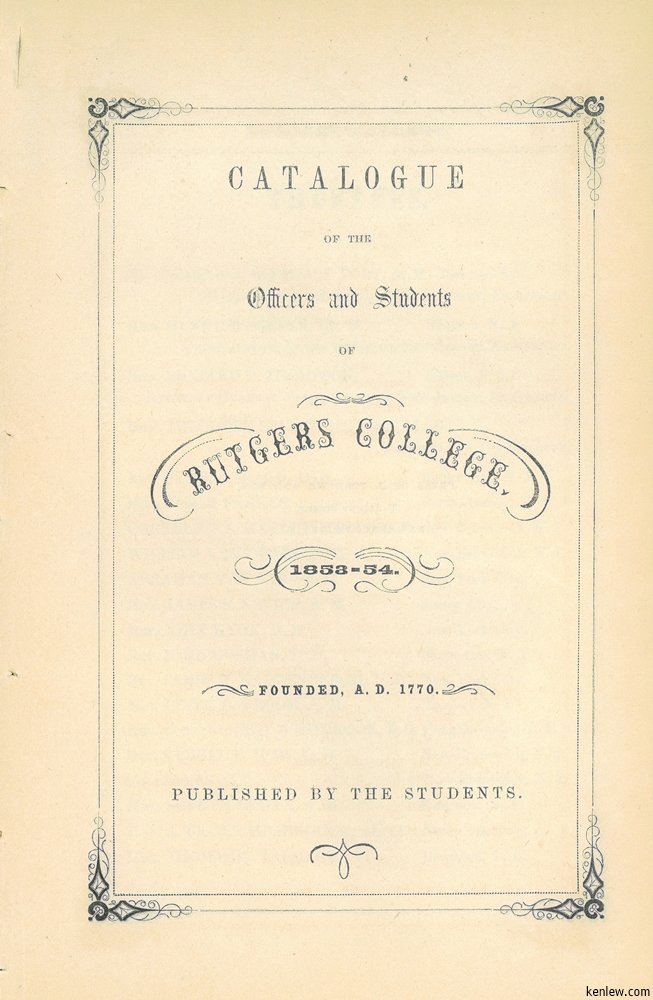 CATALOGUE
OF THE
Officers and Students
OF
RUTGERS COLLEGE,
1853-54.
FOUNDED, A. D. 1770.
PUBLISHED BY THE STUDENTS.
kenlew.com